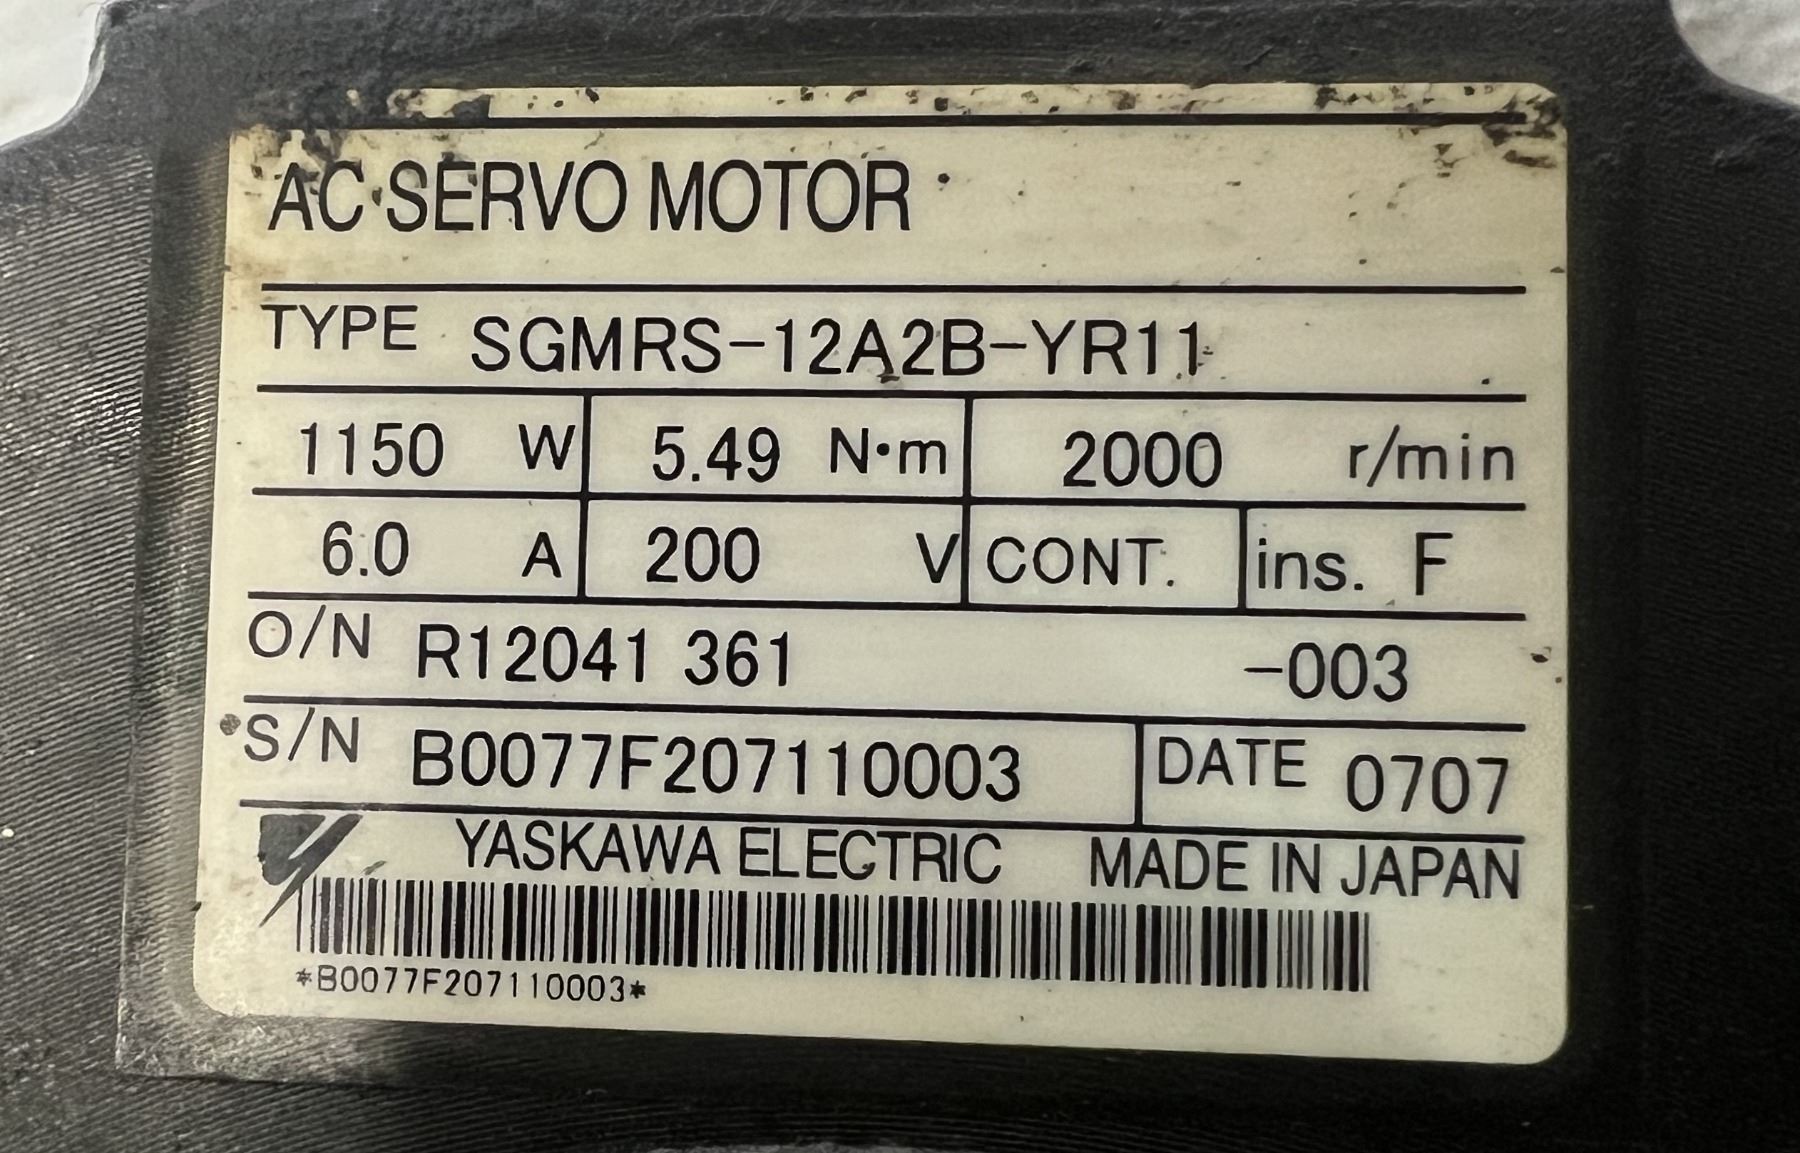 AC SERVO MOTOR
TYPE SGMRS-12A2B-YR11
1150 W 5.49 N·m 2000 r/min
6.0 A 200 V CONT. ins. F
O/N R12041 361 -003
S/N B0077F207110003 DATE 0707
YASKAWA ELECTRIC MADE IN JAPAN
*B0077F207110003*